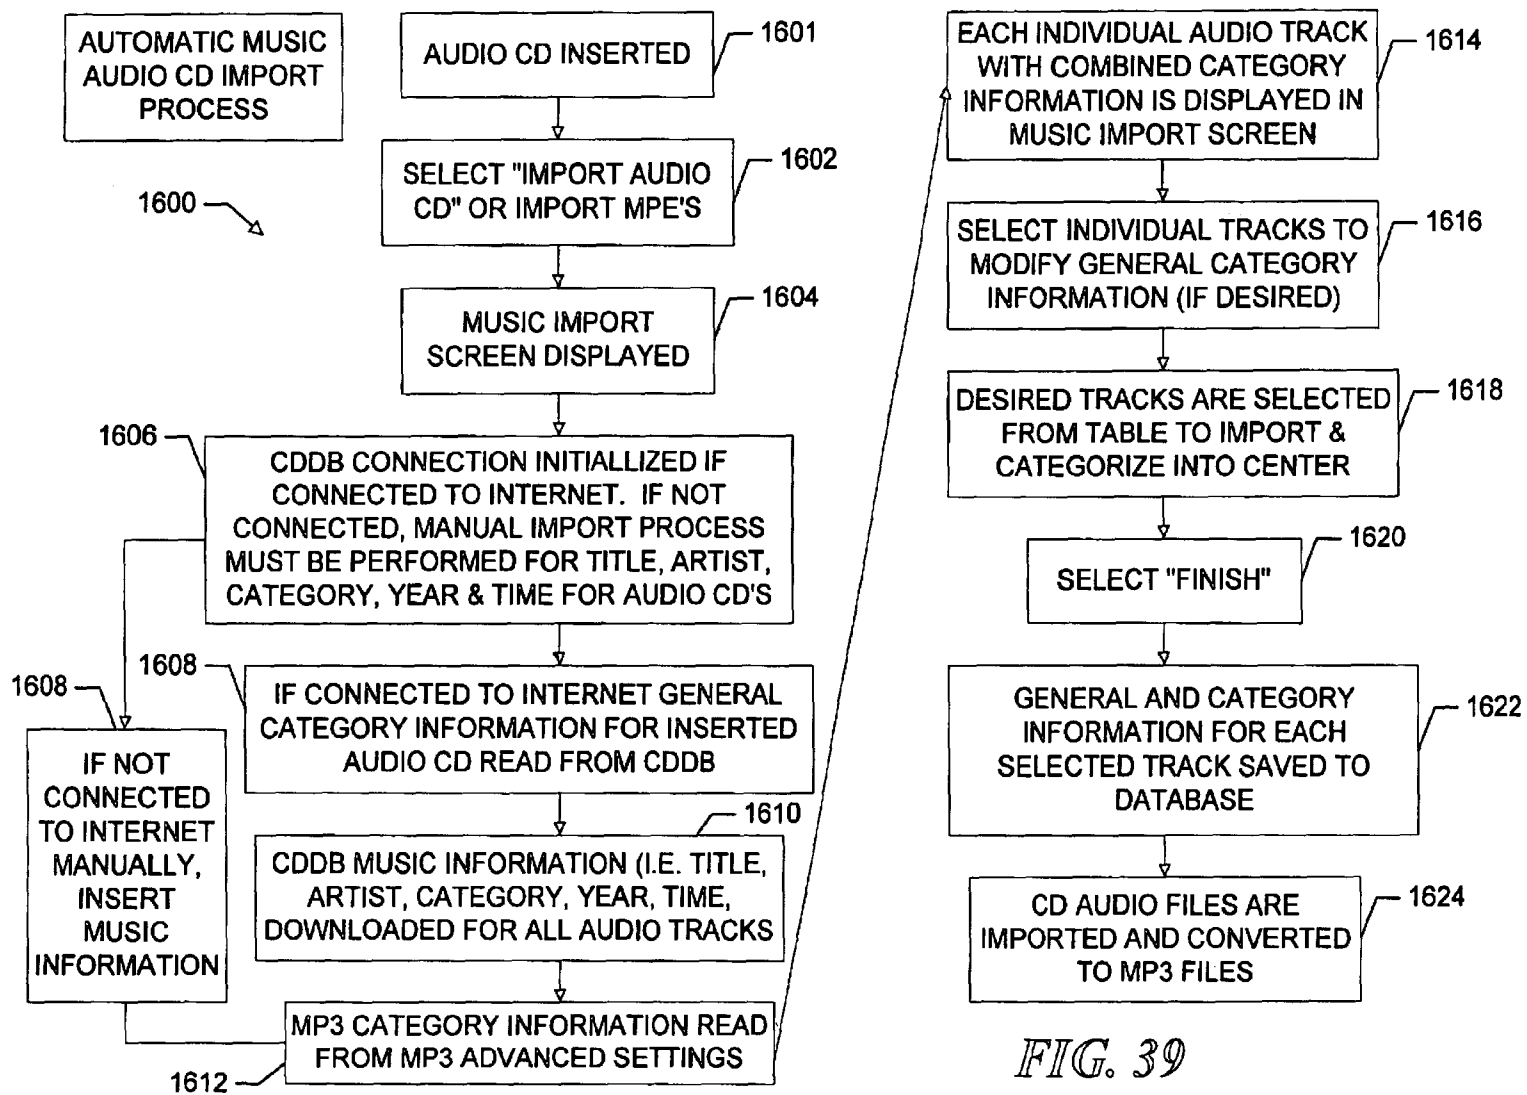 AUTOMATIC MUSIC
AUDIO CD IMPORT
PROCESS
1600
AUDIO CD INSERTED
1601
SELECT "IMPORT AUDIO
CD" OR IMPORT MPE'S
1602
MUSIC IMPORT
SCREEN DISPLAYED
1604
1606
CDDB CONNECTION INITIALLIZED IF
CONNECTED TO INTERNET. IF NOT
CONNECTED, MANUAL IMPORT PROCESS
MUST BE PERFORMED FOR TITLE, ARTIST,
CATEGORY, YEAR & TIME FOR AUDIO CD'S
1608
IF NOT
CONNECTED
TO INTERNET
MANUALLY,
INSERT
MUSIC
INFORMATION
1608
IF CONNECTED TO INTERNET GENERAL
CATEGORY INFORMATION FOR INSERTED
AUDIO CD READ FROM CDDB
1610
CDDB MUSIC INFORMATION (I.E. TITLE,
ARTIST, CATEGORY, YEAR, TIME,
DOWNLOADED FOR ALL AUDIO TRACKS
MP3 CATEGORY INFORMATION READ
FROM MP3 ADVANCED SETTINGS
1612
EACH INDIVIDUAL AUDIO TRACK
WITH COMBINED CATEGORY
INFORMATION IS DISPLAYED IN
MUSIC IMPORT SCREEN
1614
SELECT INDIVIDUAL TRACKS TO
MODIFY GENERAL CATEGORY
INFORMATION (IF DESIRED)
1616
DESIRED TRACKS ARE SELECTED
FROM TABLE TO IMPORT &
CATEGORIZE INTO CENTER
1618
SELECT "FINISH"
1620
GENERAL AND CATEGORY
INFORMATION FOR EACH
SELECTED TRACK SAVED TO
DATABASE
1622
CD AUDIO FILES ARE
IMPORTED AND CONVERTED
TO MP3 FILES
1624
FIG. 39